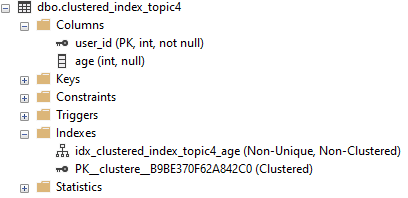 dbo.clustered_index_topic4
Columns
user_id (PK, int, not null)
age (int, null)
Keys
Constraints
Triggers
Indexes
idx_clustered_index_topic4_age (Non-Unique, Non-Clustered)
PK__clustere__B9BE370F62A842C0 (Clustered)
Statistics